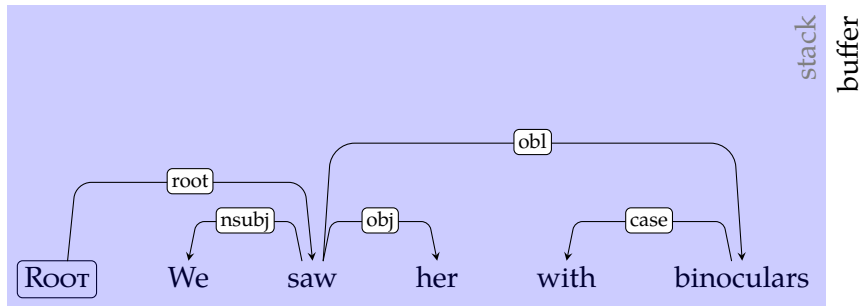 stack
buffer
obl
root
nsubj obj case
ROOT We saw her with binoculars